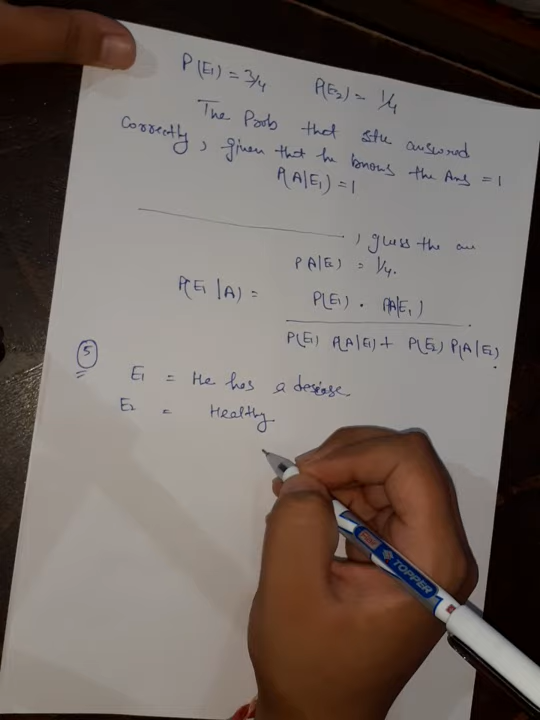 P(E₁) = 3/4 P(E₂) = 1/4
The Prob that stu answered
correctly, given that he knows the Ans = 1
P(A|E₁) = 1
, guess the an
P A|E₂) = 1/4.
P(E₁|A) = P(E₁) . P(A|E₁)
P(E₁) P(A|E₁) + P(E₂) P(A|E₂).
5
E₁ = He has a
E₂ = Healthy
TOPPER